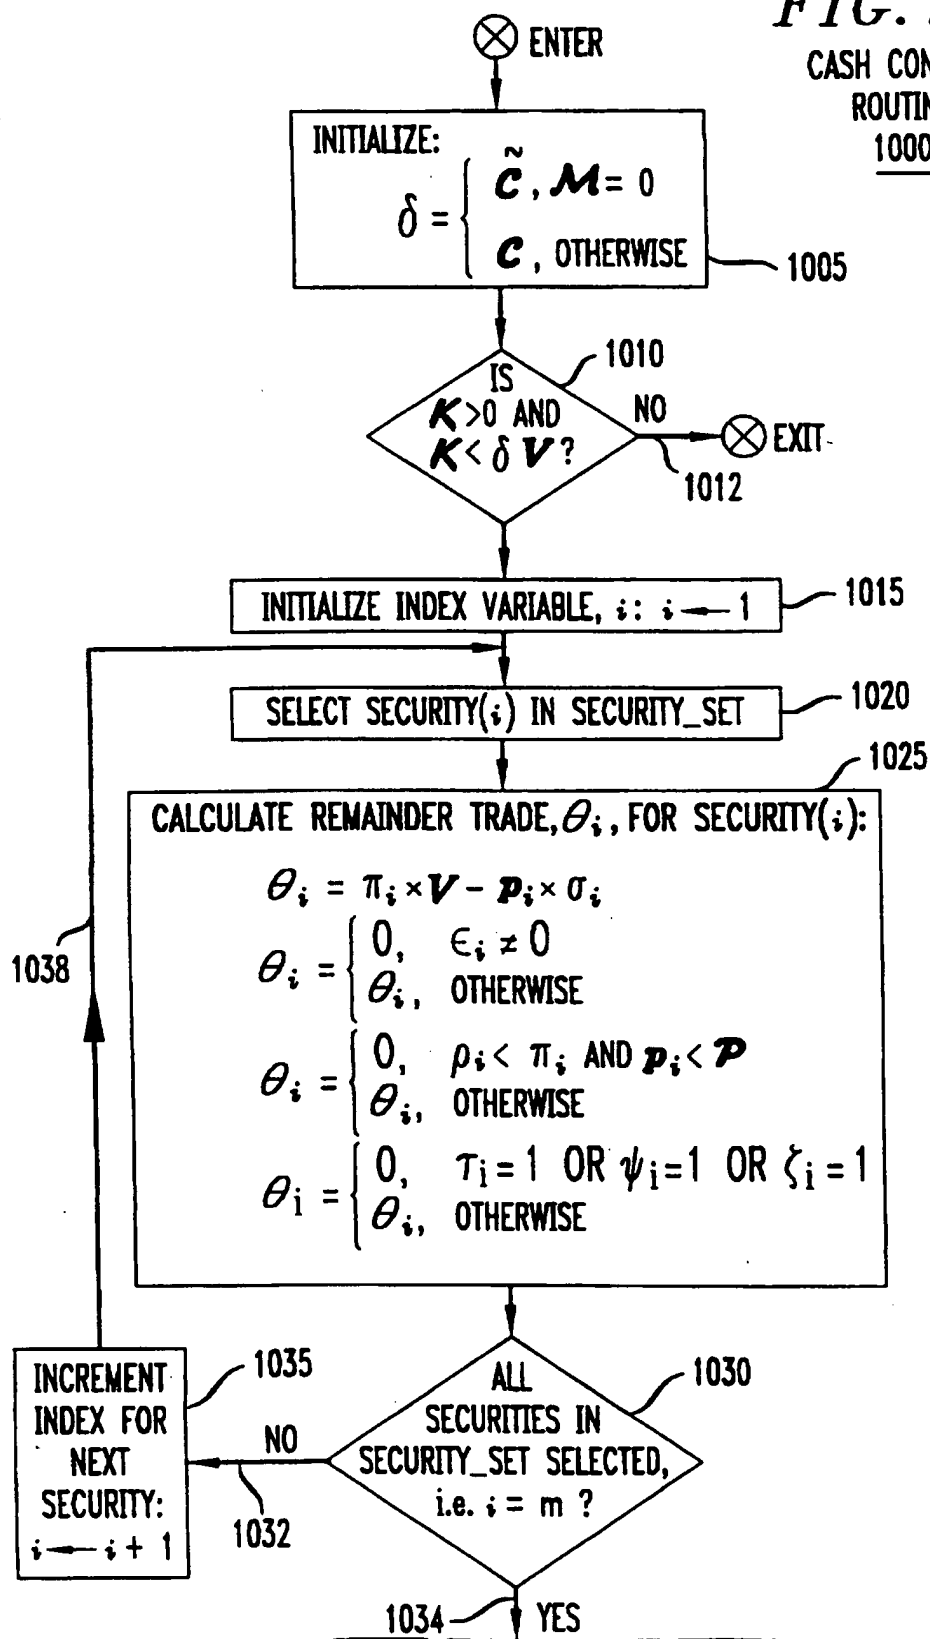 FIG.
ENTER
CASH CON
ROUTIN
1000
INITIALIZE:
δ = { C̃, M = 0
C, OTHERWISE
1005
1010
IS
K > 0 AND
K < δ V ?
NO
EXIT
1012
INITIALIZE INDEX VARIABLE, i: i ← 1
1015
SELECT SECURITY(i) IN SECURITY_SET
1020
1025
CALCULATE REMAINDER TRADE, θi, FOR SECURITY(i):
θi = πi × V - pi × σi
θi = { 0, ϵi ≠ 0
θi, OTHERWISE
θi = { 0, ρi < πi AND pi < P
θi, OTHERWISE
θi = { 0, τi = 1 OR ψi = 1 OR ζi = 1
θi, OTHERWISE
1038
ALL
SECURITIES IN
SECURITY_SET SELECTED,
i.e. i = m ?
1030
NO
1032
INCREMENT
INDEX FOR
NEXT
SECURITY:
i ← i + 1
1035
1034
YES